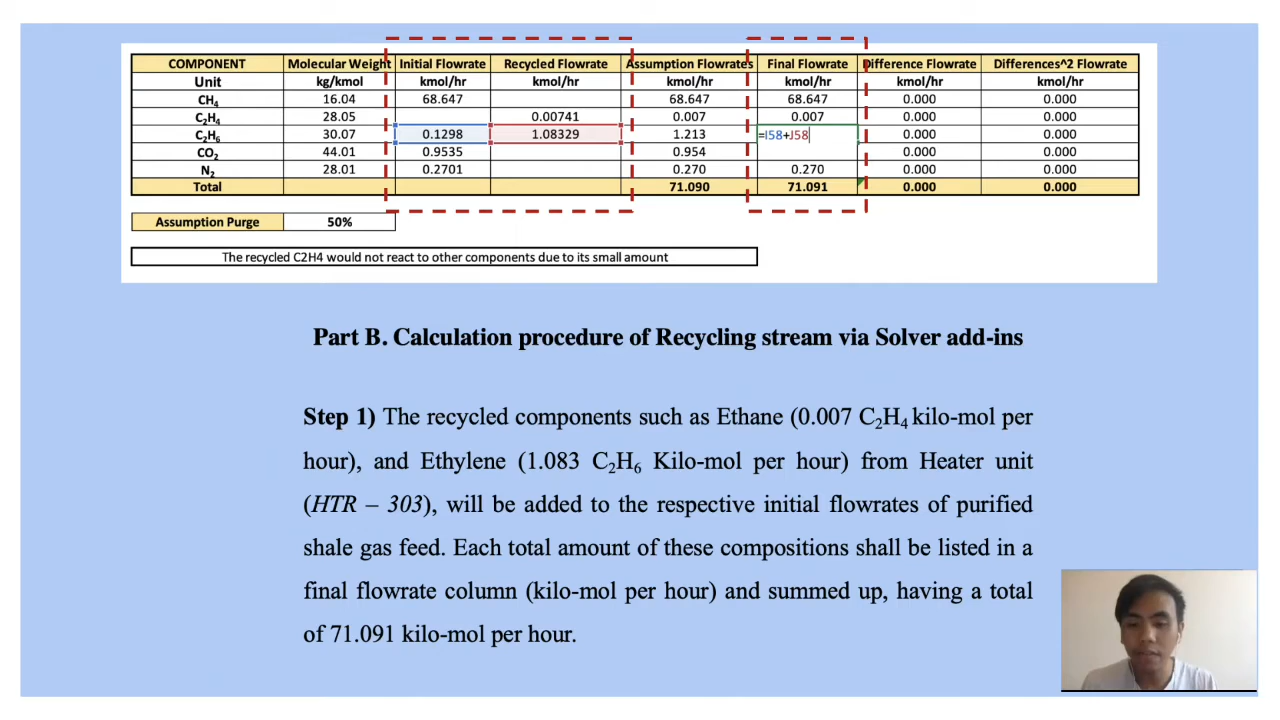 COMPONENT Molecular Weight Initial Flowrate Recycled Flowrate Assumption Flowrates Final Flowrate Difference Flowrate Differences^2 Flowrate
Unit kg/kmol kmol/hr kmol/hr kmol/hr kmol/hr kmol/hr kmol/hr
CH₄ 16.04 68.647 68.647 68.647 0.000 0.000
C₂H₄ 28.05 0.00741 0.007 0.007 0.000 0.000
C₂H₆ 30.07 0.1298 1.08329 1.213 =I58+J58 0.000 0.000
CO₂ 44.01 0.9535 0.954 0.000 0.000
N₂ 28.01 0.2701 0.270 0.270 0.000 0.000
Total 71.090 71.091 0.000 0.000
Assumption Purge 50%
The recycled C2H4 would not react to other components due to its small amount
Part B. Calculation procedure of Recycling stream via Solver add-ins
Step 1) The recycled components such as Ethane (0.007 C₂H₄ kilo-mol per
hour), and Ethylene (1.083 C₂H₆ Kilo-mol per hour) from Heater unit
(HTR – 303), will be added to the respective initial flowrates of purified
shale gas feed. Each total amount of these compositions shall be listed in a
final flowrate column (kilo-mol per hour) and summed up, having a total
of 71.091 kilo-mol per hour.